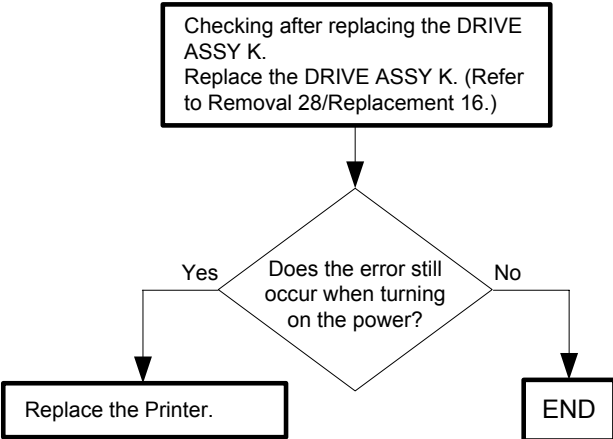 Checking after replacing the DRIVE
ASSY K.
Replace the DRIVE ASSY K. (Refer
to Removal 28/Replacement 16.)
Yes
Does the error still
occur when turning
on the power?
No
Replace the Printer.
END